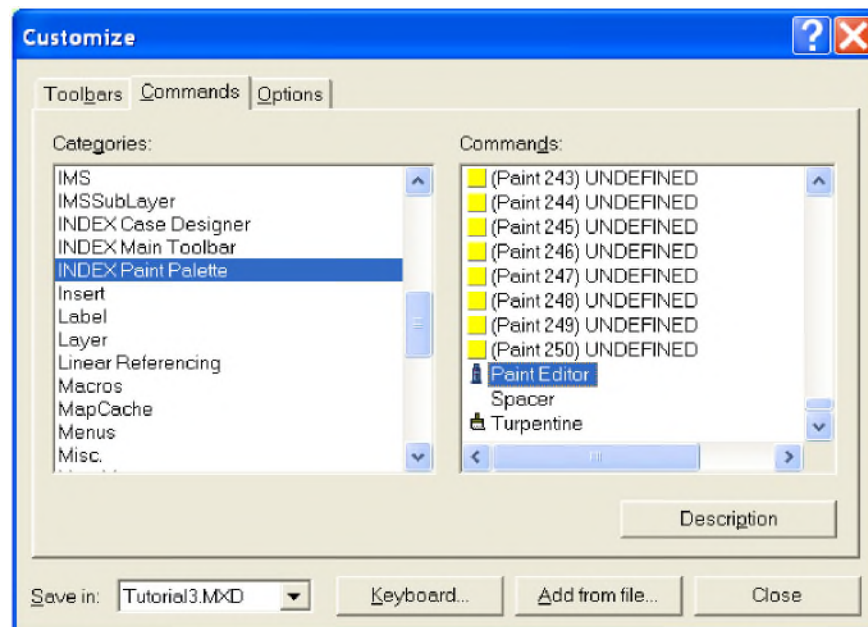 Customize
Toolbars Commands Options
Categories:
IMS
IMSSubLayer
INDEX Case Designer
INDEX Main Toolbar
INDEX Paint Palette
Insert
Label
Layer
Linear Referencing
Macros
MapCache
Menus
Misc.
Commands:
(Paint 243) UNDEFINED
(Paint 244) UNDEFINED
(Paint 245) UNDEFINED
(Paint 246) UNDEFINED
(Paint 247) UNDEFINED
(Paint 248) UNDEFINED
(Paint 249) UNDEFINED
(Paint 250) UNDEFINED
Paint Editor
Spacer
Turpentine
Description
Save in: Tutorial3.MXD Keyboard... Add from file... Close